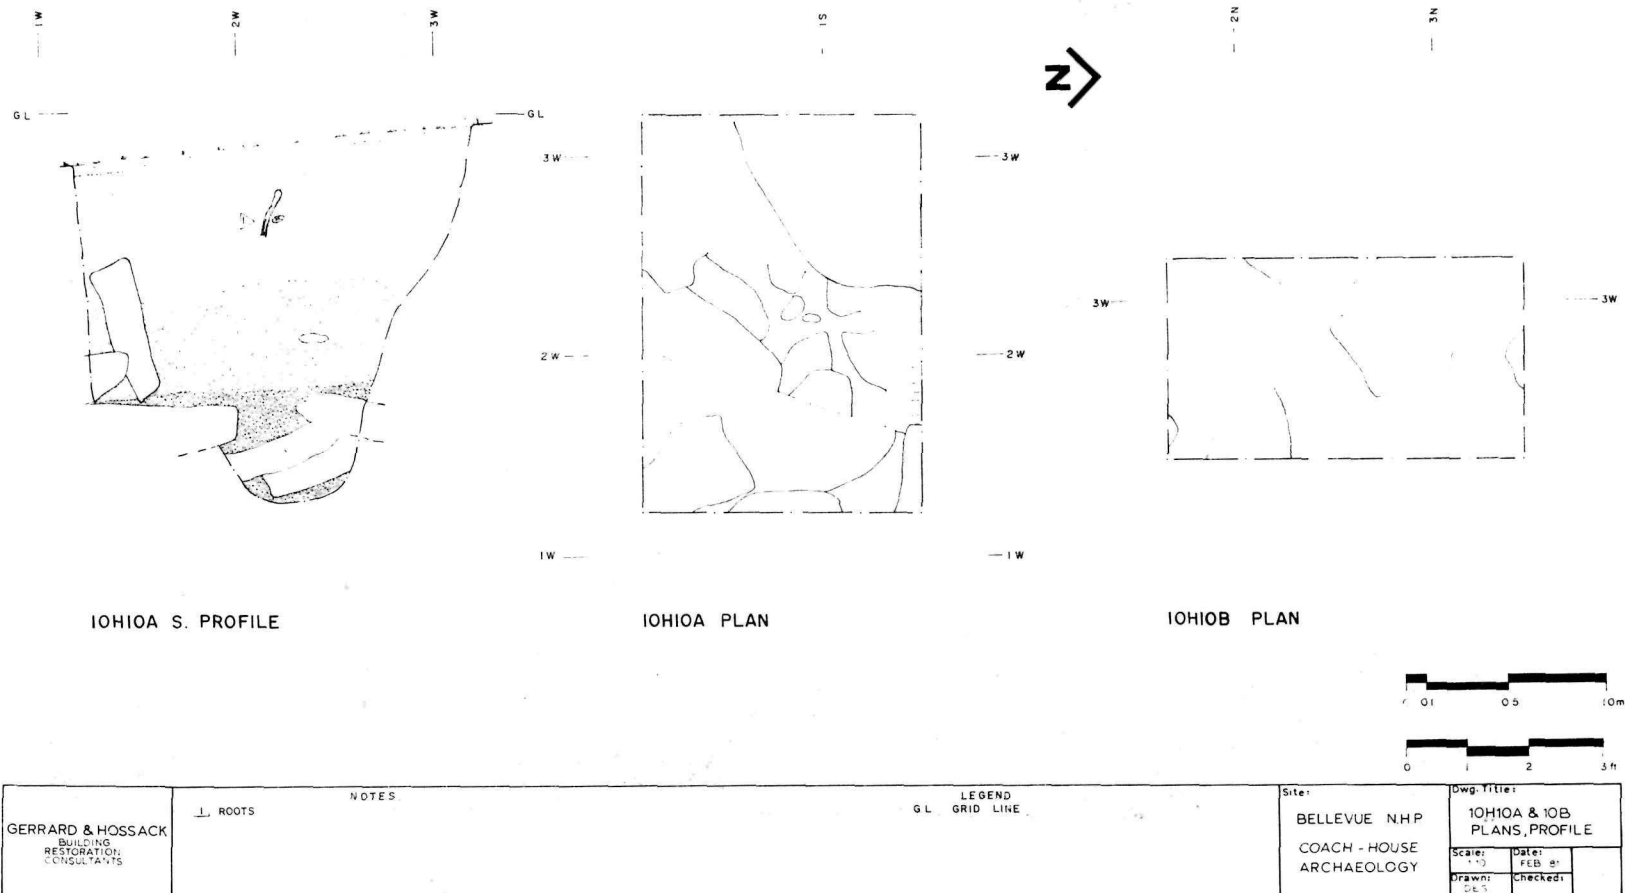 1W
2W
3W
1S
2N
3N
N
GL
GL
3W
3W
2W
2W
3W
3W
1W
1W
10H10A S. PROFILE
10H10A PLAN
10H10B PLAN
0.1 0.5 1.0m
0 1 2 3ft
GERRARD & HOSSACK
BUILDING
RESTORATION
CONSULTANTS
NOTES
1. ROOTS
LEGEND
GL GRID LINE
Site:
BELLEVUE N.H.P
COACH - HOUSE
ARCHAEOLOGY
Dwg. Title:
10H10A & 10B
PLANS, PROFILE
Scale:
1:10
Date:
FEB 81
Drawn:
Checked: